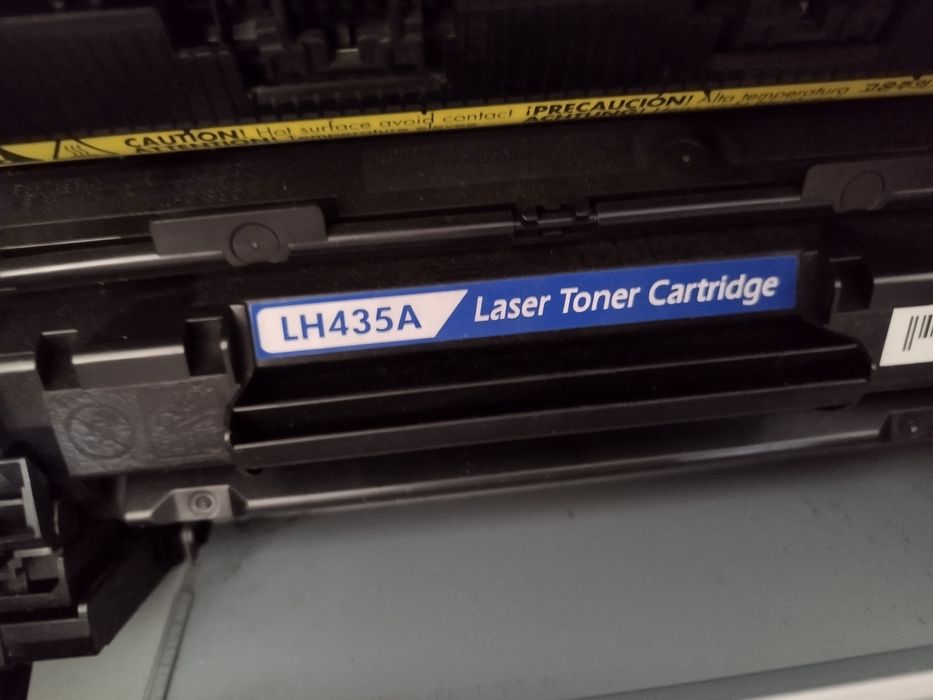 CAUTION! Hot surface avoid contact ¡PRECAUCIÓN! Alta temperatura
LH435A Laser Toner Cartridge